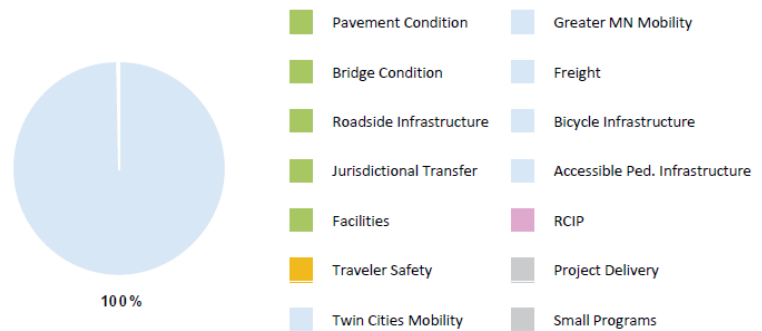 100%
Pavement Condition
Bridge Condition
Roadside Infrastructure
Jurisdictional Transfer
Facilities
Traveler Safety
Twin Cities Mobility
Greater MN Mobility
Freight
Bicycle Infrastructure
Accessible Ped. Infrastructure
RCIP
Project Delivery
Small Programs